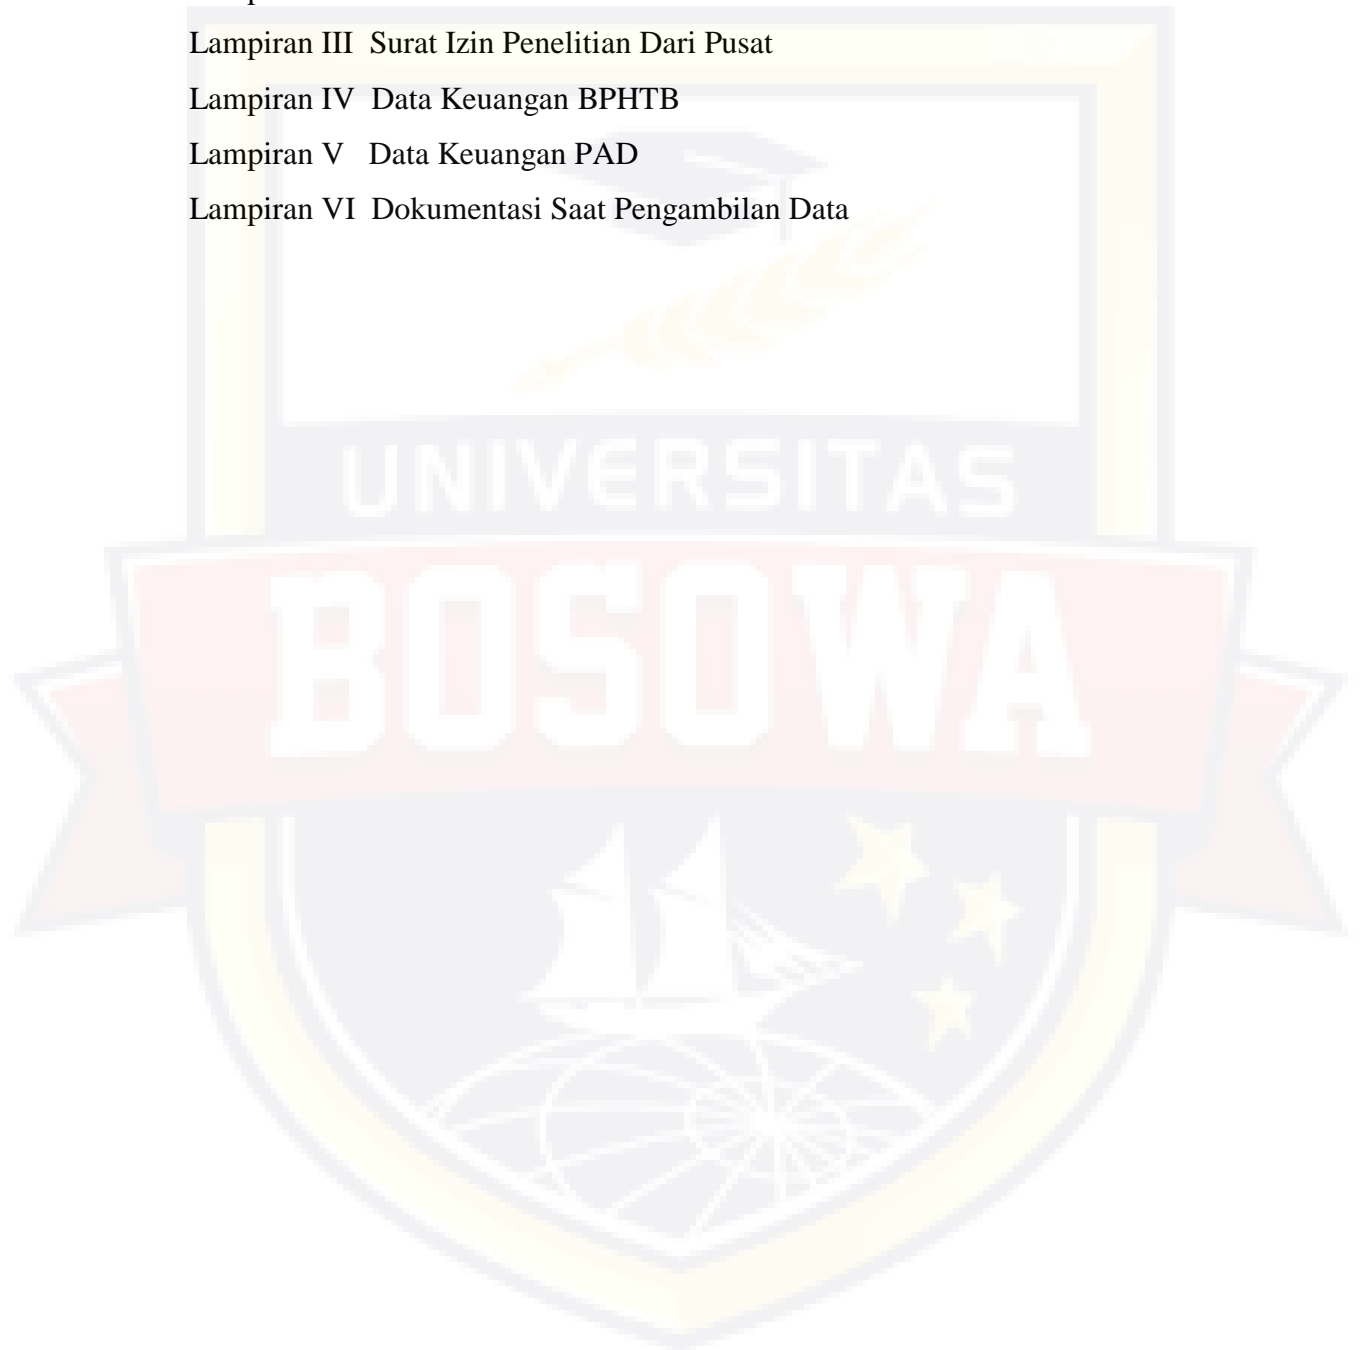 Lampiran III Surat Izin Penelitian Dari Pusat
Lampiran IV Data Keuangan BPHTB
Lampiran V Data Keuangan PAD
Lampiran VI Dokumentasi Saat Pengambilan Data
UNIVERSITAS
BOSOWA